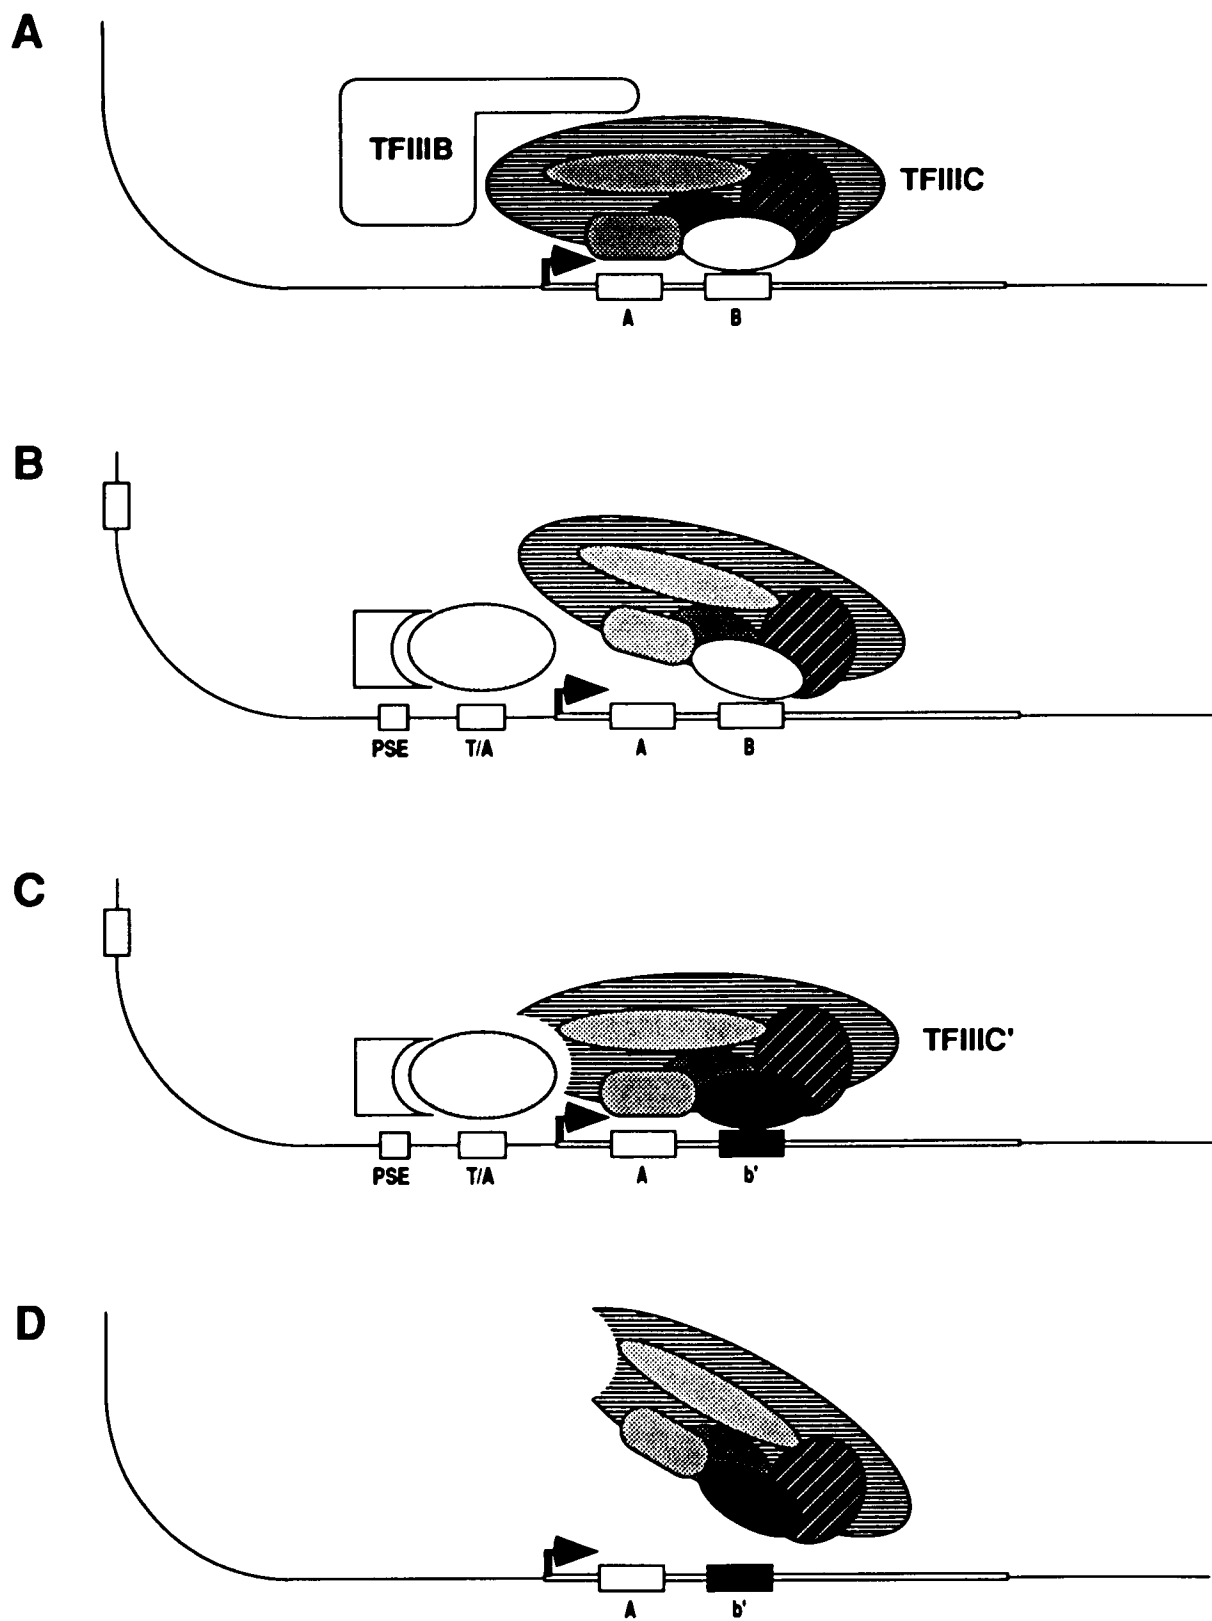 A
TFIIIB
TFIIIC
A B
B
PSE T/A A B
C
TFIIIC'
PSE T/A A b'
D
A b'